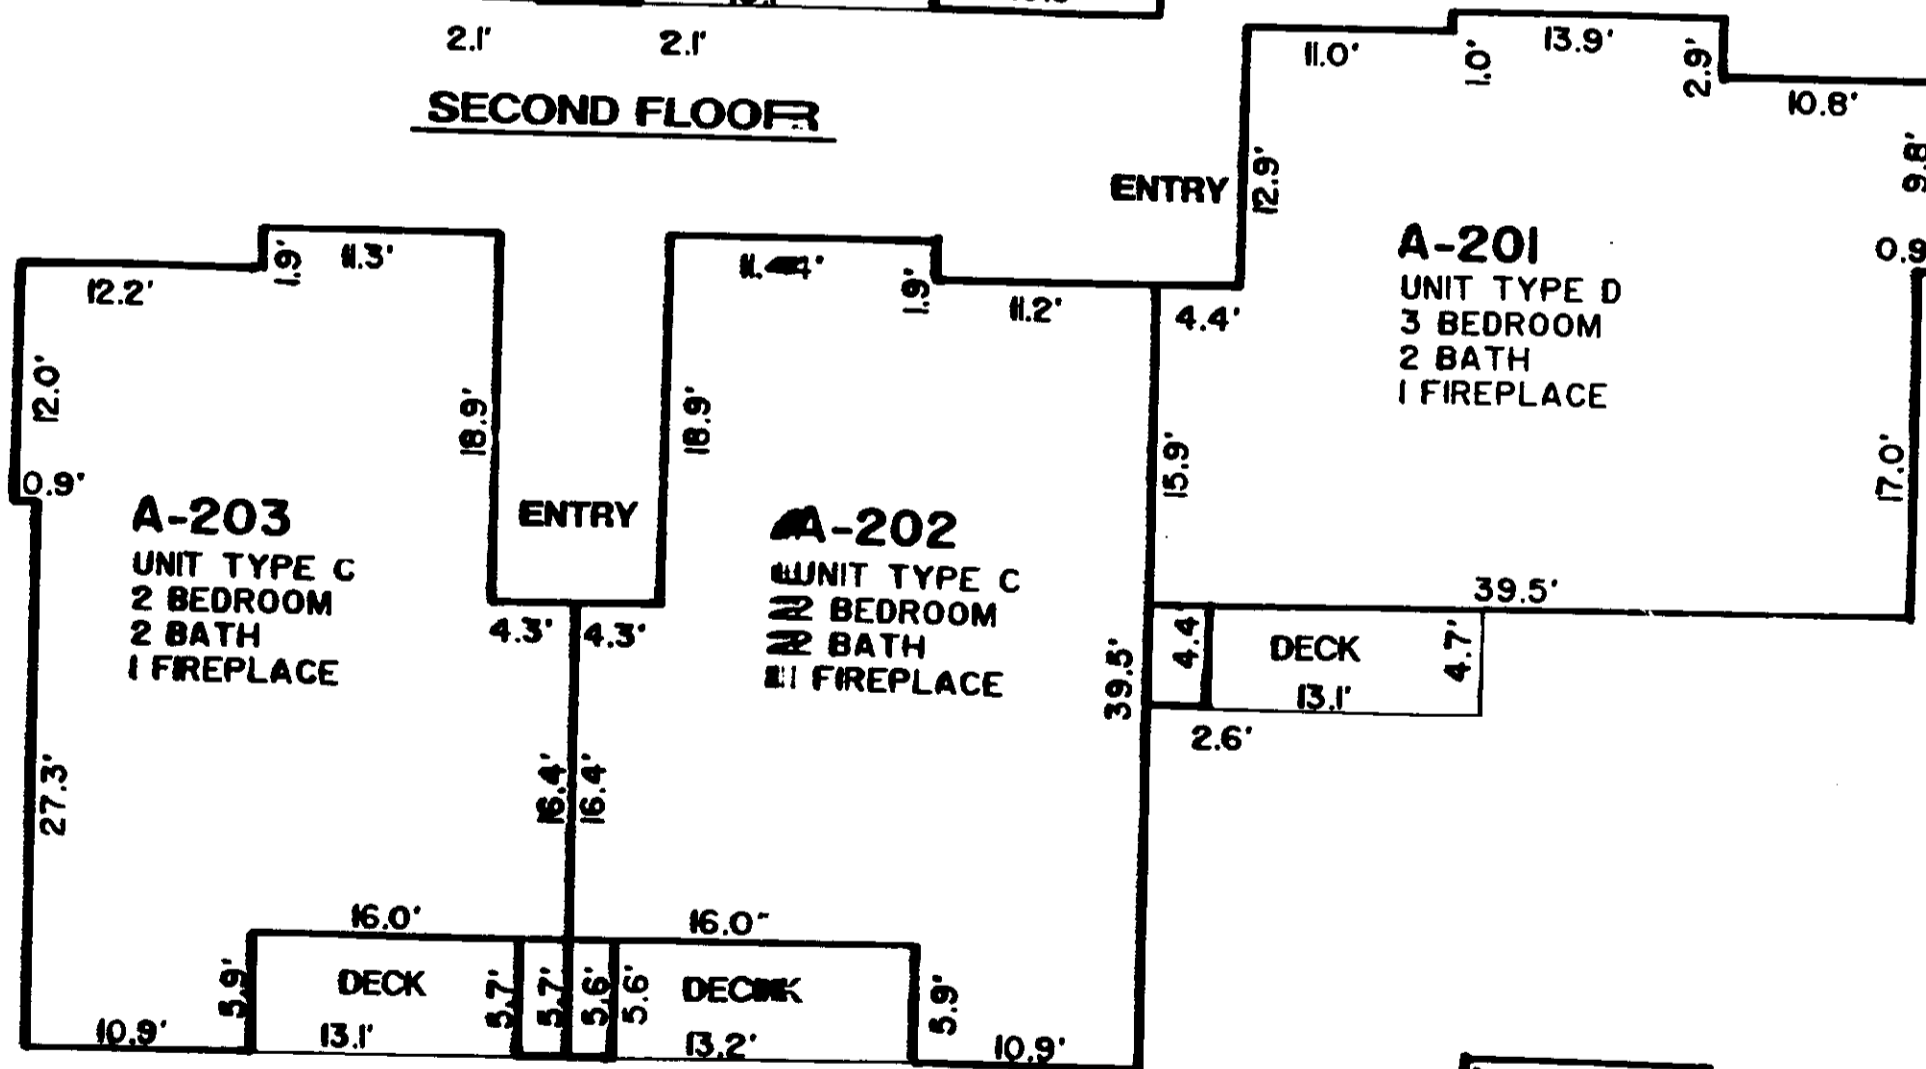 2.1' 2.1'
SECOND FLOOR
11.0' 1.0' 13.9' 2.9' 10.8'
9.8'
ENTRY 12.9'
A-201
UNIT TYPE D
3 BEDROOM
2 BATH
1 FIREPLACE
0.9
17.0'
12.2' 1.9' 11.3'
1.9' 11.2' 4.4'
12.0' 18.9' 18.9' 15.9'
0.9'
A-203
UNIT TYPE C
2 BEDROOM
2 BATH
1 FIREPLACE
ENTRY
A-202
UNIT TYPE C
2 BEDROOM
2 BATH
1 FIREPLACE
4.3' 4.3'
39.5'
39.5' 4.4' DECK 4.7'
13.1'
2.6'
27.3' 16.4' 16.4'
16.0' 16.0'
5.9' DECK 5.7' 5.7' 5.6' 5.6' DECK 5.9'
10.9' 13.1' 13.2' 10.9'